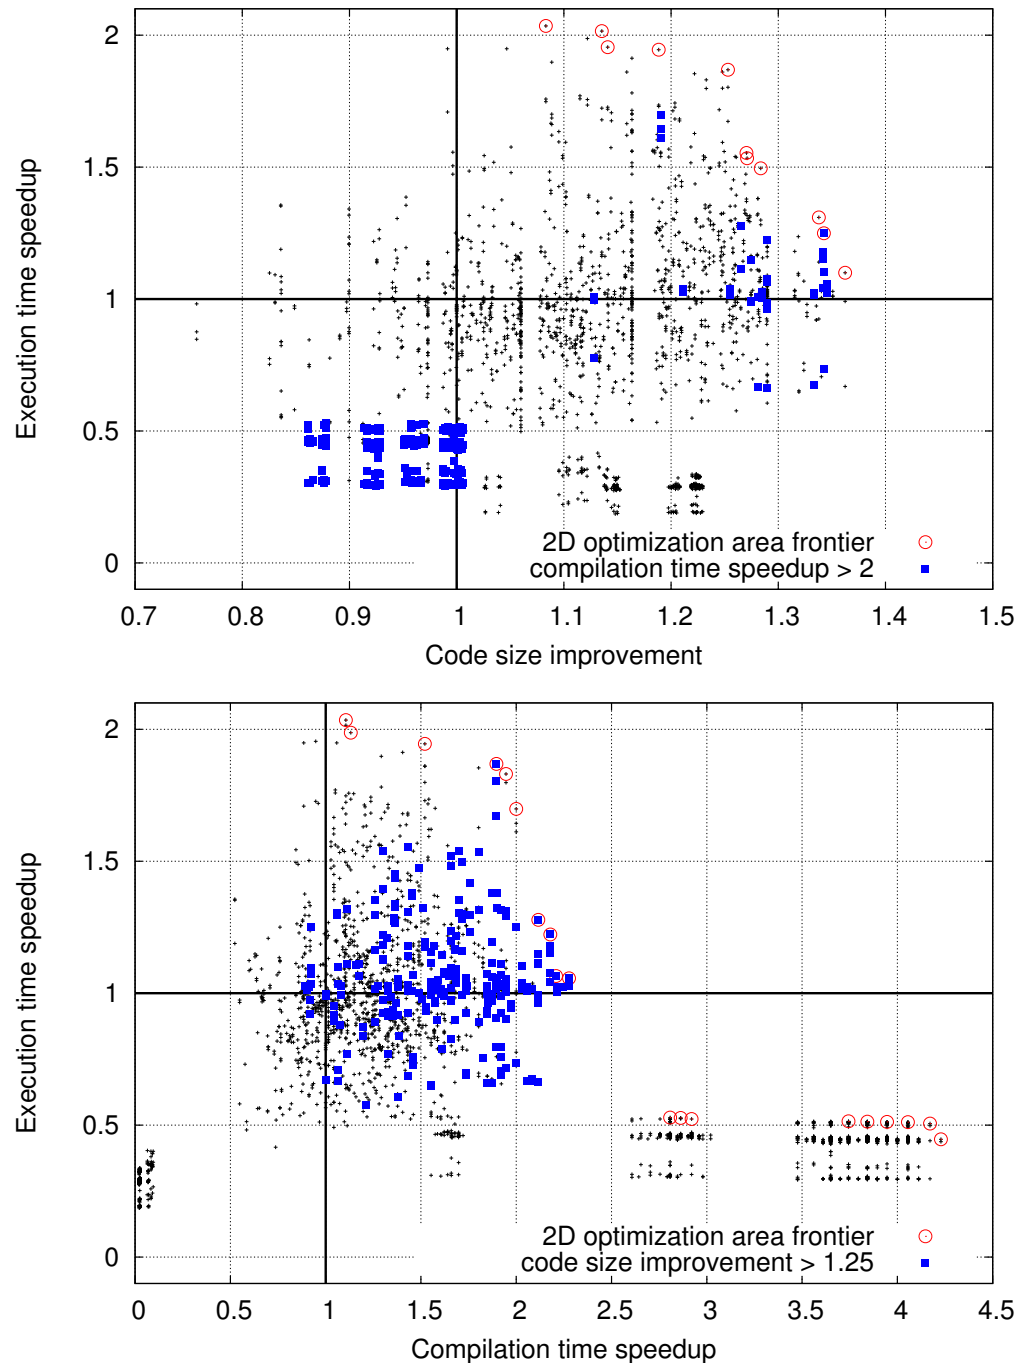 2
1.5
1
0.5
0
Execution time speedup
2D optimization area frontier
compilation time speedup > 2
0.7 0.8 0.9 1 1.1 1.2 1.3 1.4 1.5
Code size improvement
2
1.5
1
0.5
0
Execution time speedup
2D optimization area frontier
code size improvement > 1.25
0 0.5 1 1.5 2 2.5 3 3.5 4 4.5
Compilation time speedup